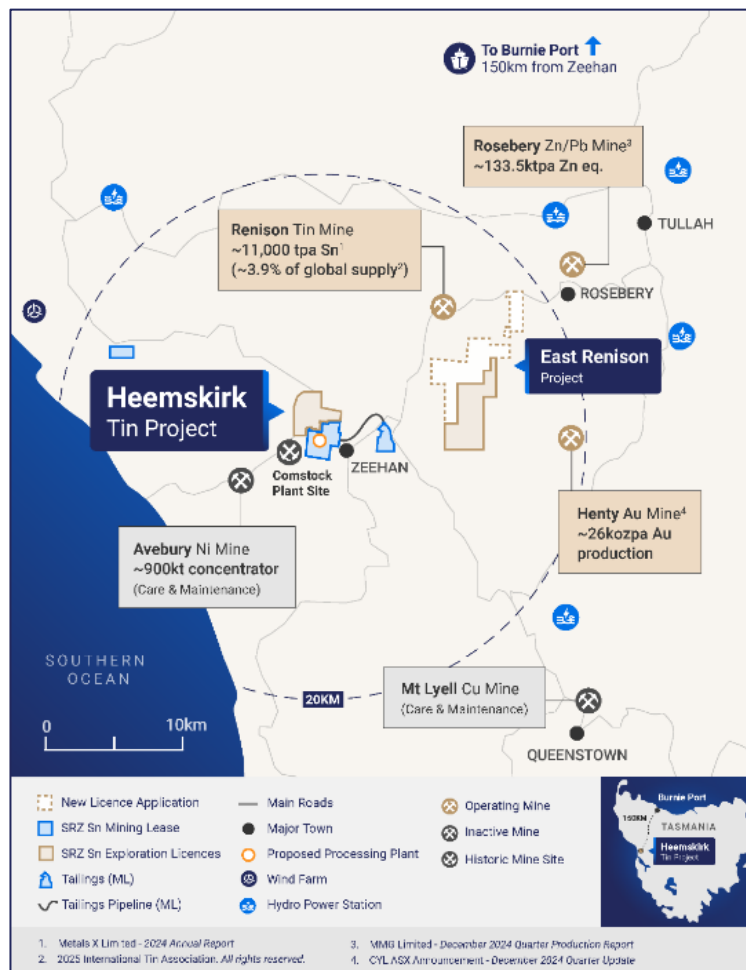 To Burnie Port
150km from Zeehan
Rosebery Zn/Pb Mine³
~133.5ktpa Zn eq.
TULLAH
Renison Tin Mine
~11,000 tpa Sn¹
(~3.9% of global supply²)
ROSEBERY
East Renison
Project
Heemskirk
Tin Project
ZEEHAN
Comstock
Plant Site
Henty Au Mine⁴
~26kozpa Au
production
Avebury Ni Mine
~900kt concentrator
(Care & Maintenance)
SOUTHERN
OCEAN
20KM
Mt Lyell Cu Mine
(Care & Maintenance)
0
10km
QUEENSTOWN
New Licence Application
SRZ Sn Mining Lease
SRZ Sn Exploration Licences
Tailings (ML)
Tailings Pipeline (ML)
Main Roads
Major Town
Proposed Processing Plant
Wind Farm
Hydro Power Station
Operating Mine
Inactive Mine
Historic Mine Site
Burnie Port
150KM
TASMANIA
Heemskirk
Tin Project
1. Metals X Limited - 2024 Annual Report
2. 2025 International Tin Association. All rights reserved.
3. MMG Limited - December 2024 Quarter Production Report
4. CYL ASX Announcement - December 2024 Quarter Update